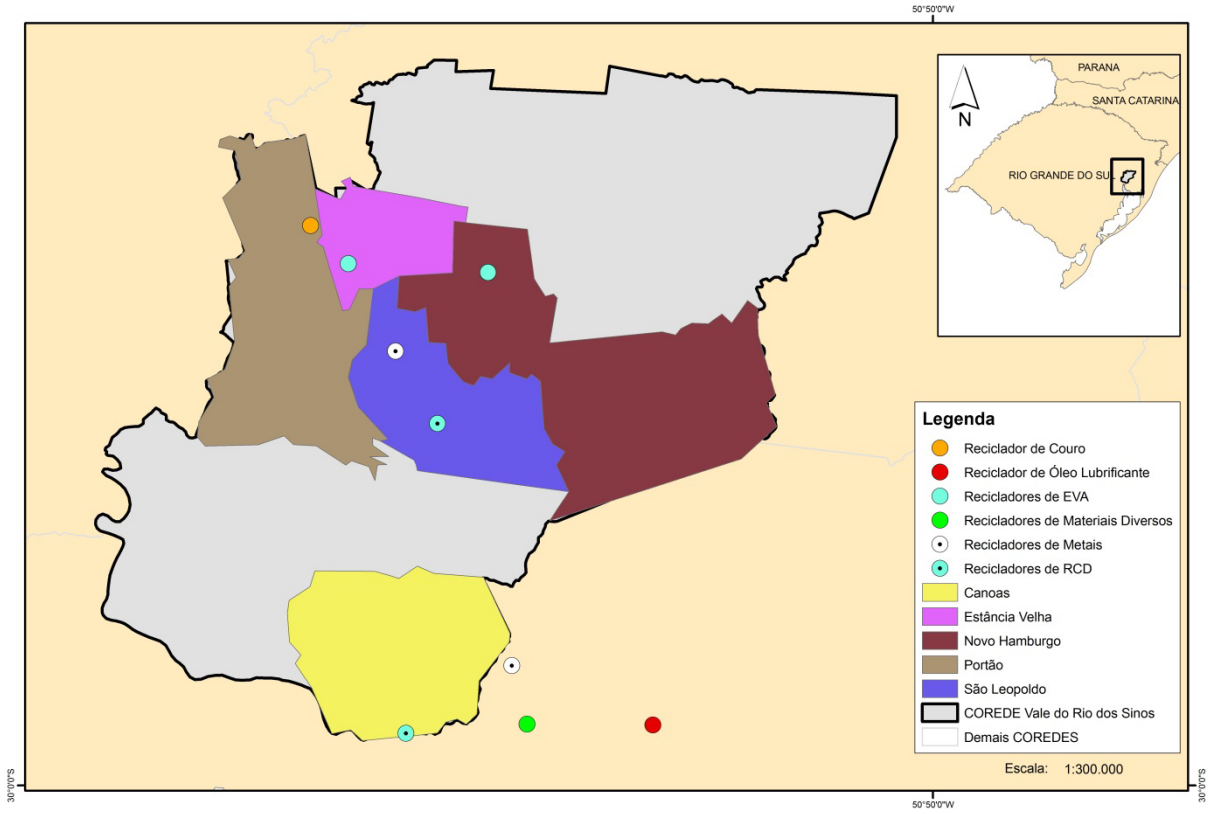 50°50'0"W
PARANA
SANTA CATARINA
N
RIO GRANDE DO SUL
Legenda
Reciclador de Couro
Reciclador de Óleo Lubrificante
Recicladores de EVA
Recicladores de Materiais Diversos
Recicladores de Metais
Recicladores de RCD
Canoas
Estância Velha
Novo Hamburgo
Portão
São Leopoldo
COREDE Vale do Rio dos Sinos
Demais COREDES
Escala: 1:300.000
30°0'0"S
30°0'0"S
50°50'0"W